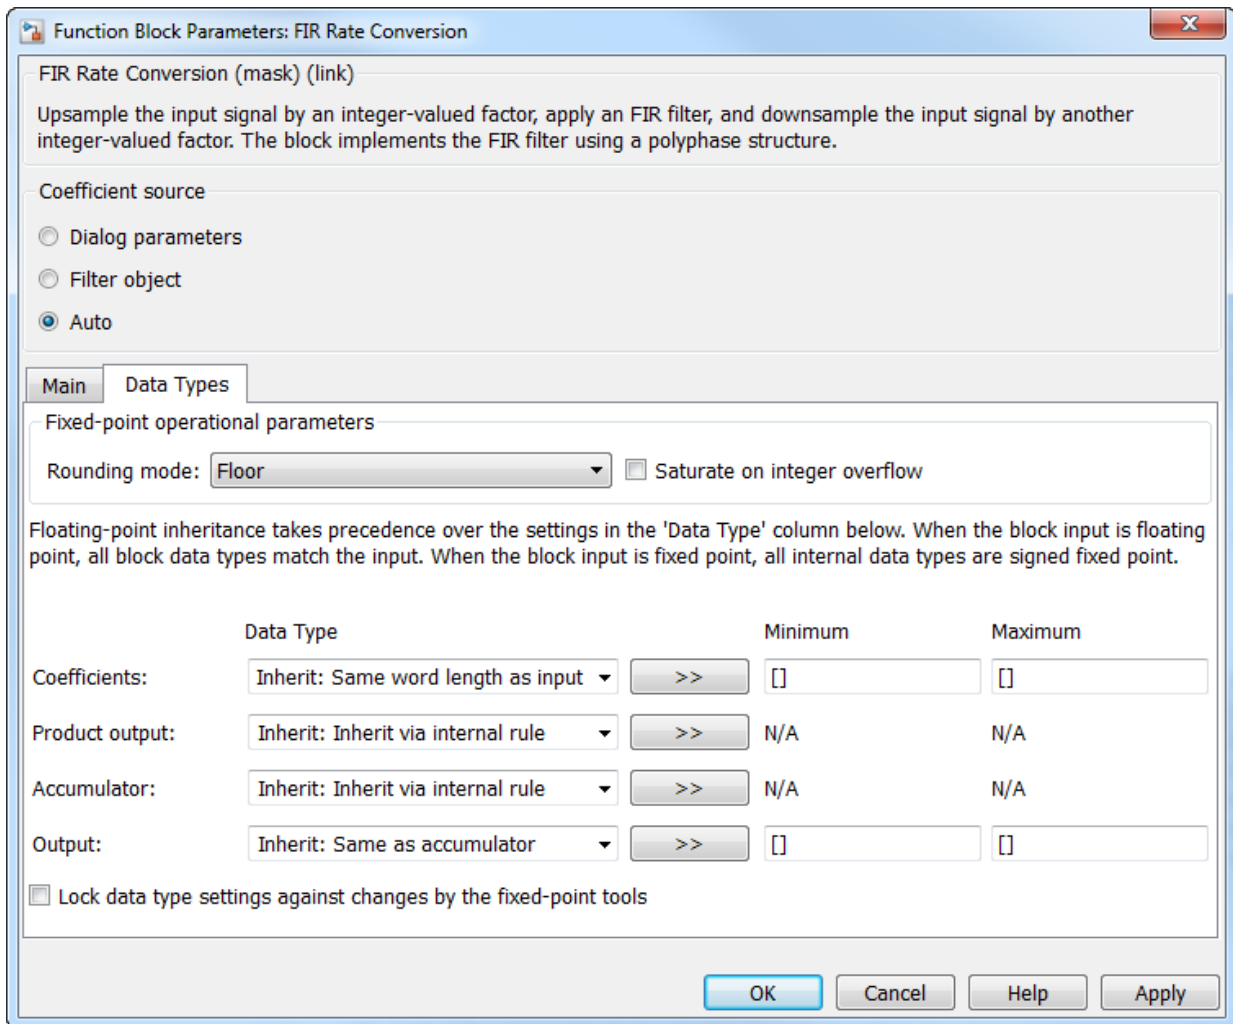 Function Block Parameters: FIR Rate Conversion
X
FIR Rate Conversion (mask) (link)
Upsample the input signal by an integer-valued factor, apply an FIR filter, and downsample the input signal by another
integer-valued factor. The block implements the FIR filter using a polyphase structure.
Coefficient source
Dialog parameters
Filter object
Auto
Main Data Types
Fixed-point operational parameters
Rounding mode: Floor Saturate on integer overflow
Floating-point inheritance takes precedence over the settings in the 'Data Type' column below. When the block input is floating
point, all block data types match the input. When the block input is fixed point, all internal data types are signed fixed point.
Data Type Minimum Maximum
Coefficients: Inherit: Same word length as input >> [] []
Product output: Inherit: Inherit via internal rule >> N/A N/A
Accumulator: Inherit: Inherit via internal rule >> N/A N/A
Output: Inherit: Same as accumulator >> [] []
Lock data type settings against changes by the fixed-point tools
OK Cancel Help Apply